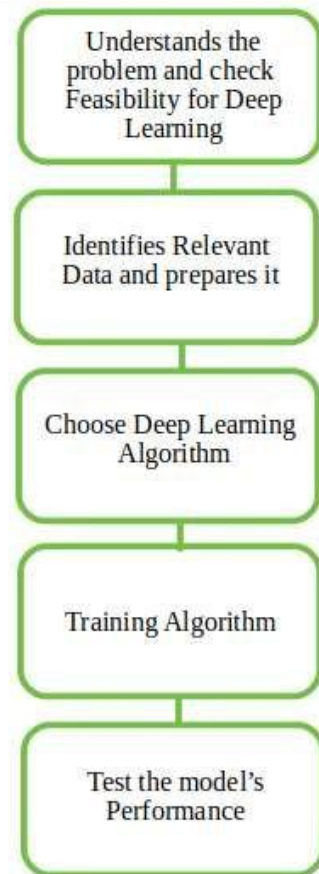 Understands the
problem and check
Feasibility for Deep
Learning
Identifies Relevant
Data and prepares it
Choose Deep Learning
Algorithm
Training Algorithm
Test the model’s
Performance